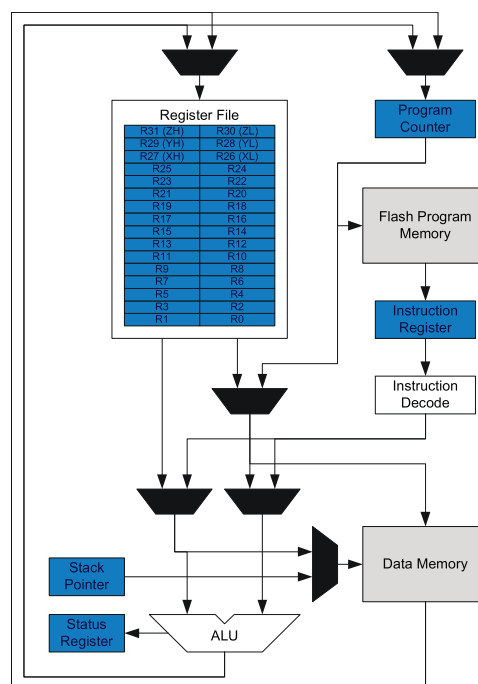 Register File
R31 (ZH) R30 (ZL)
R29 (YH) R28 (YL)
R27 (XH) R26 (XL)
R25 R24
R23 R22
R21 R20
R19 R18
R17 R16
R15 R14
R13 R12
R11 R10
R9 R8
R7 R6
R5 R4
R3 R2
R1 R0
Program
Counter
Flash Program
Memory
Instruction
Register
Instruction
Decode
Stack
Pointer
Data Memory
Status
Register
ALU